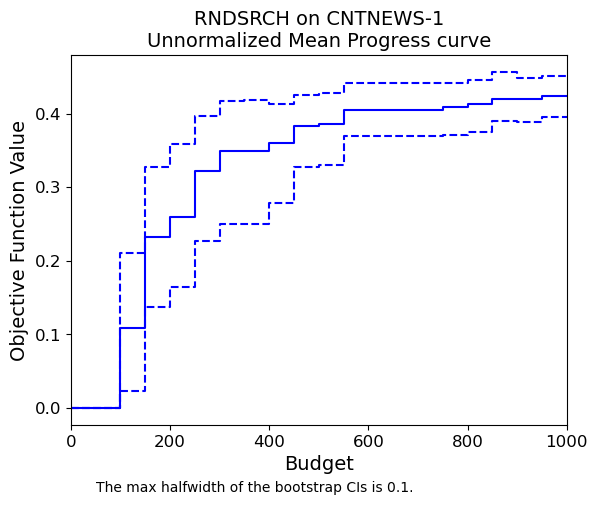 RNDSRCH on CNTNEWS-1
Unnormalized Mean Progress curve
Objective Function Value
0.4
0.3
0.2
0.1
0.0
0 200 400 600 800 1000
Budget
The max halfwidth of the bootstrap CIs is 0.1.